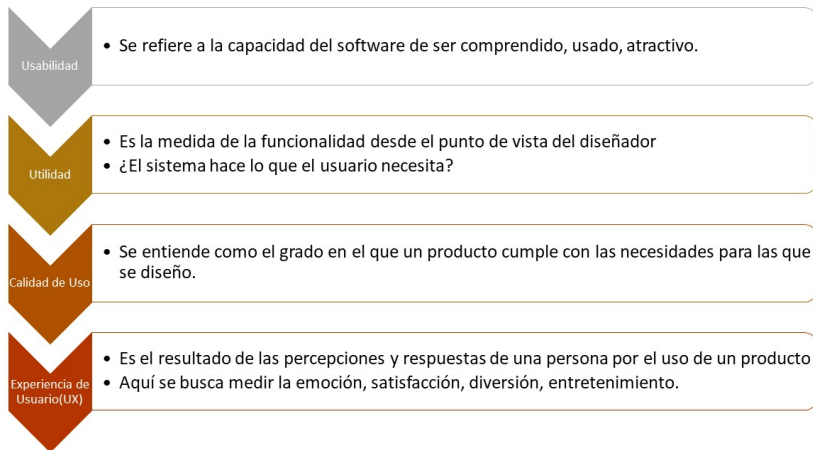 Usabilidad
• Se refiere a la capacidad del software de ser comprendido, usado, atractivo.
Utilidad
• Es la medida de la funcionalidad desde el punto de vista del diseñador
• ¿El sistema hace lo que el usuario necesita?
Calidad de Uso
• Se entiende como el grado en el que un producto cumple con las necesidades para las que
se diseño.
Experiencia de
Usuario(UX)
• Es el resultado de las percepciones y respuestas de una persona por el uso de un producto
• Aquí se busca medir la emoción, satisfacción, diversión, entretenimiento.